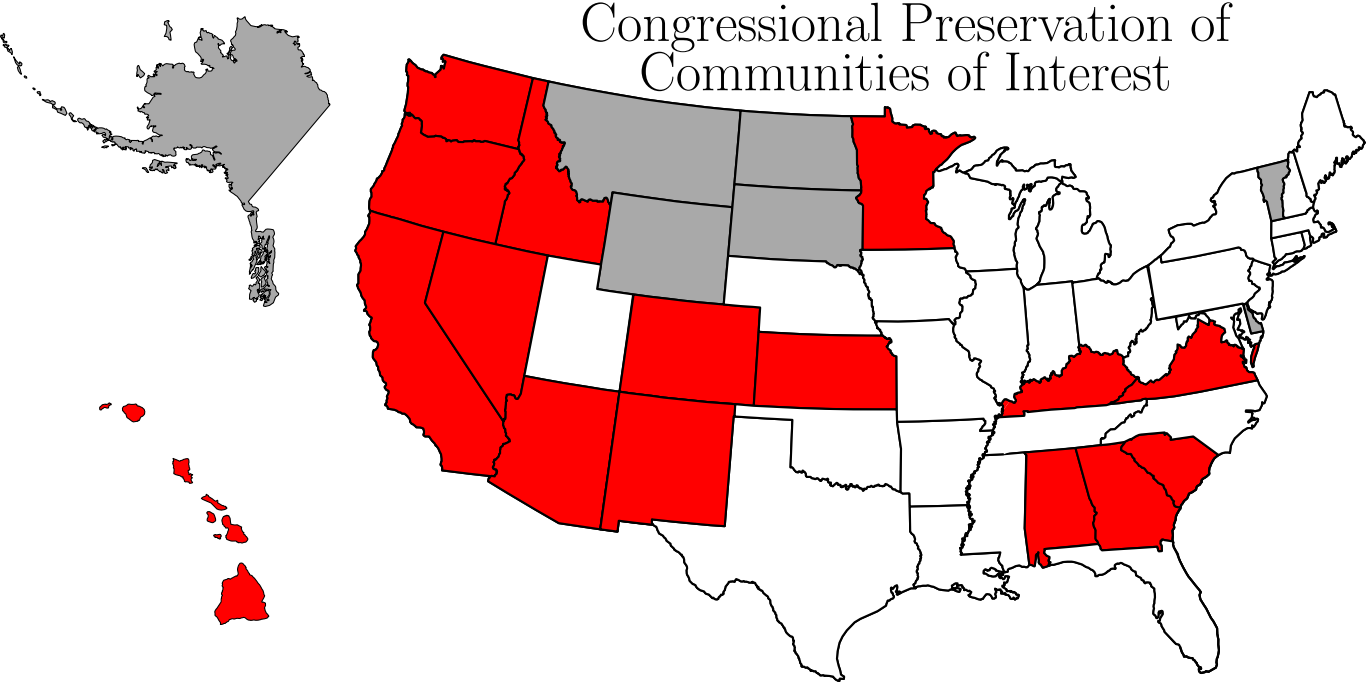 Congressional Preservation of
Communities of Interest